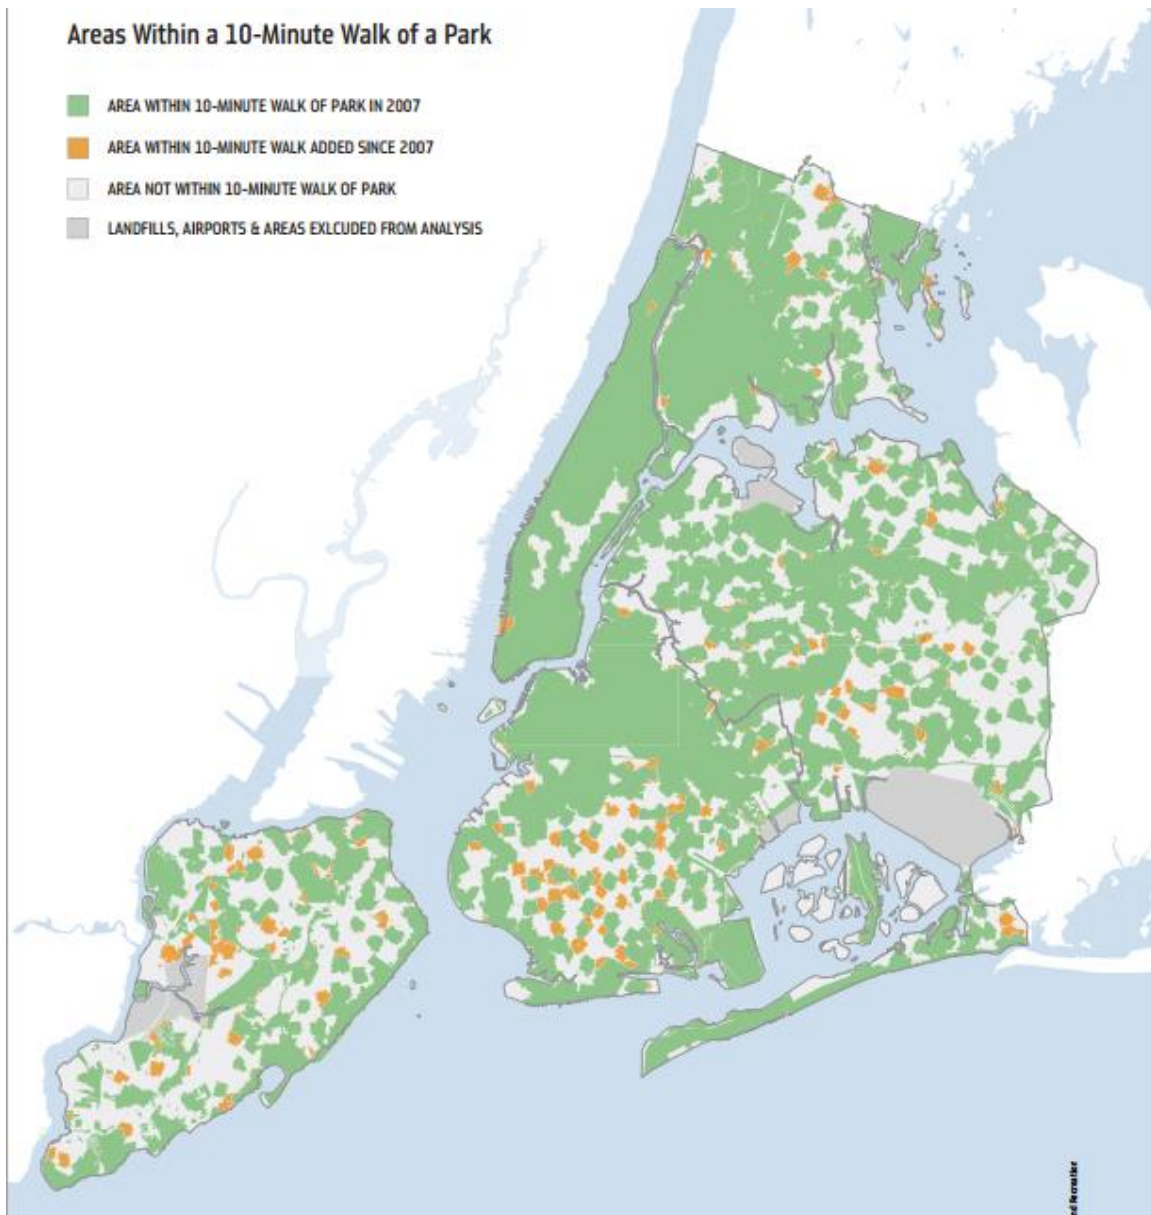 Areas Within a 10-Minute Walk of a Park
AREA WITHIN 10-MINUTE WALK OF PARK IN 2007
AREA WITHIN 10-MINUTE WALK ADDED SINCE 2007
AREA NOT WITHIN 10-MINUTE WALK OF PARK
LANDFILLS, AIRPORTS & AREAS EXLCUDED FROM ANALYSIS
nd Recreation